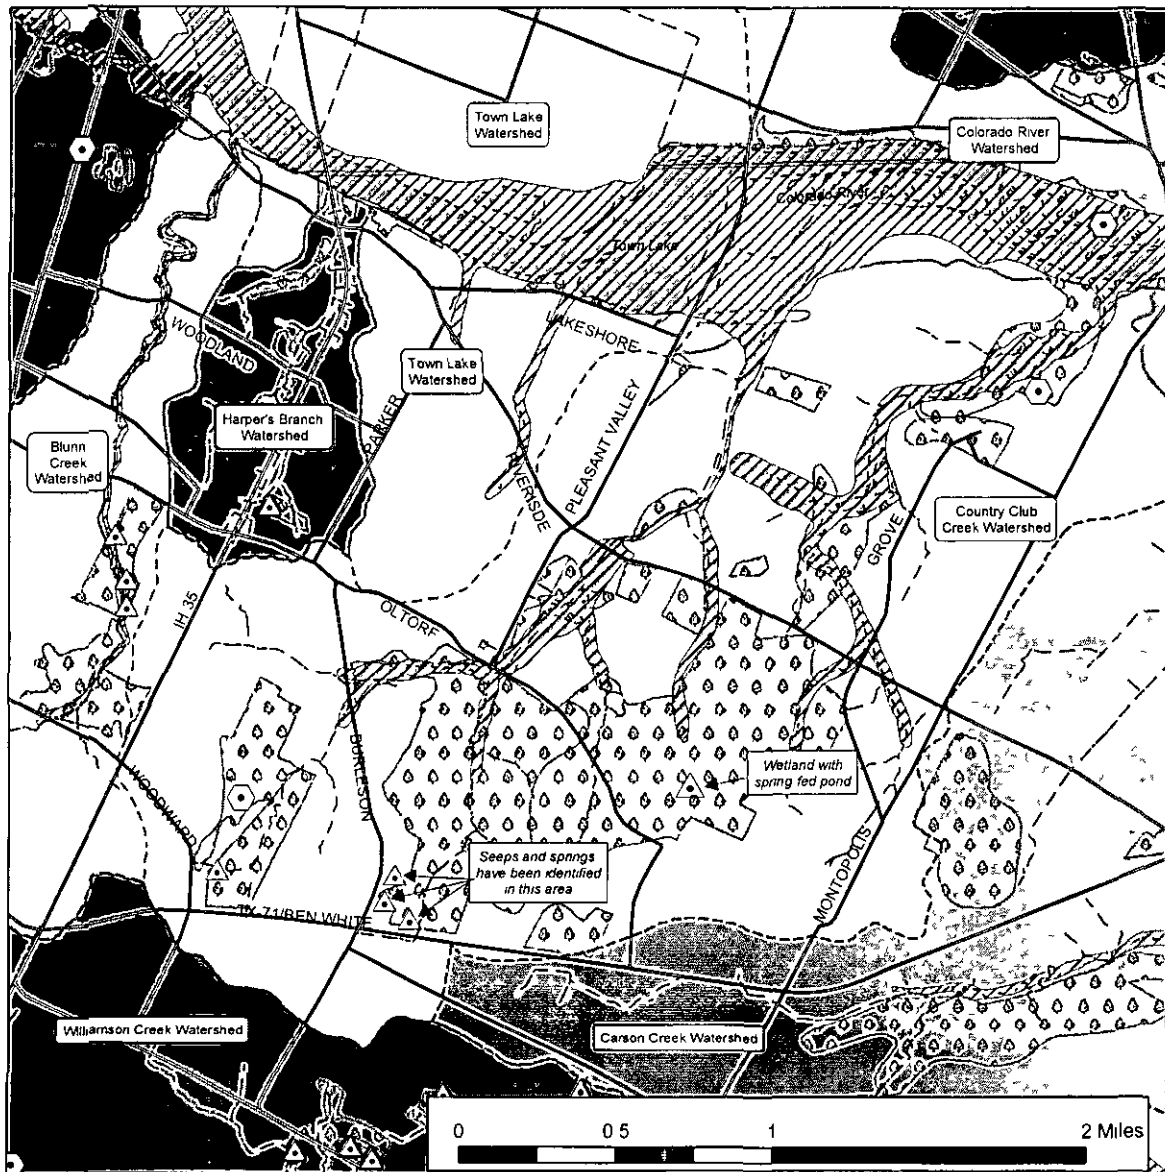 Town Lake
Watershed
Colorado River
Watershed
Colorado River
Town Lake
LAKESHORE
WOODLAND
Town Lake
Watershed
PARKER
Harper's Branch
Watershed
Blunn
Creek
Watershed
RIVERSIDE
PLEASANT VALLEY
Country Club
Creek Watershed
GROVE
IH 35
OLTORF
BURLESON
WOODWARD
Wetland with
spring fed pond
Seeps and springs
have been identified
in this area
MONTOPOLIS
TX-71/BEN WHITE
Williamson Creek Watershed
Carson Creek Watershed
0 0 5 1 2 Miles